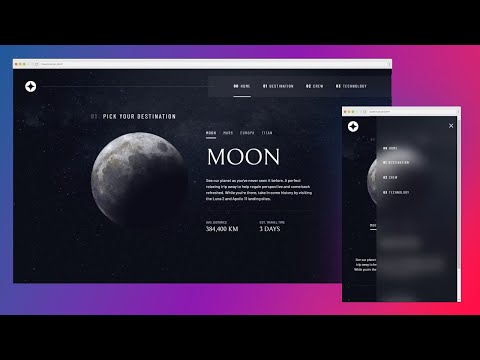 00 HOME 01 DESTINATION 02 CREW 03 TECHNOLOGY
01 PICK YOUR DESTINATION
MOON MARS EUROPA TITAN
MOON
See our planet as you've never seen it before. A perfect
relaxing trip away to help regain perspective and come back
refreshed. While you're there, take in some history by visiting
the Luna 2 and Apollo 11 landing sites.
AVG. DISTANCE EST. TRAVEL TIME
384,400 KM 3 DAYS
00 HOME
01 DESTINATION
02 CREW
03 TECHNOLOGY
See our planet
trip away to
While you're the